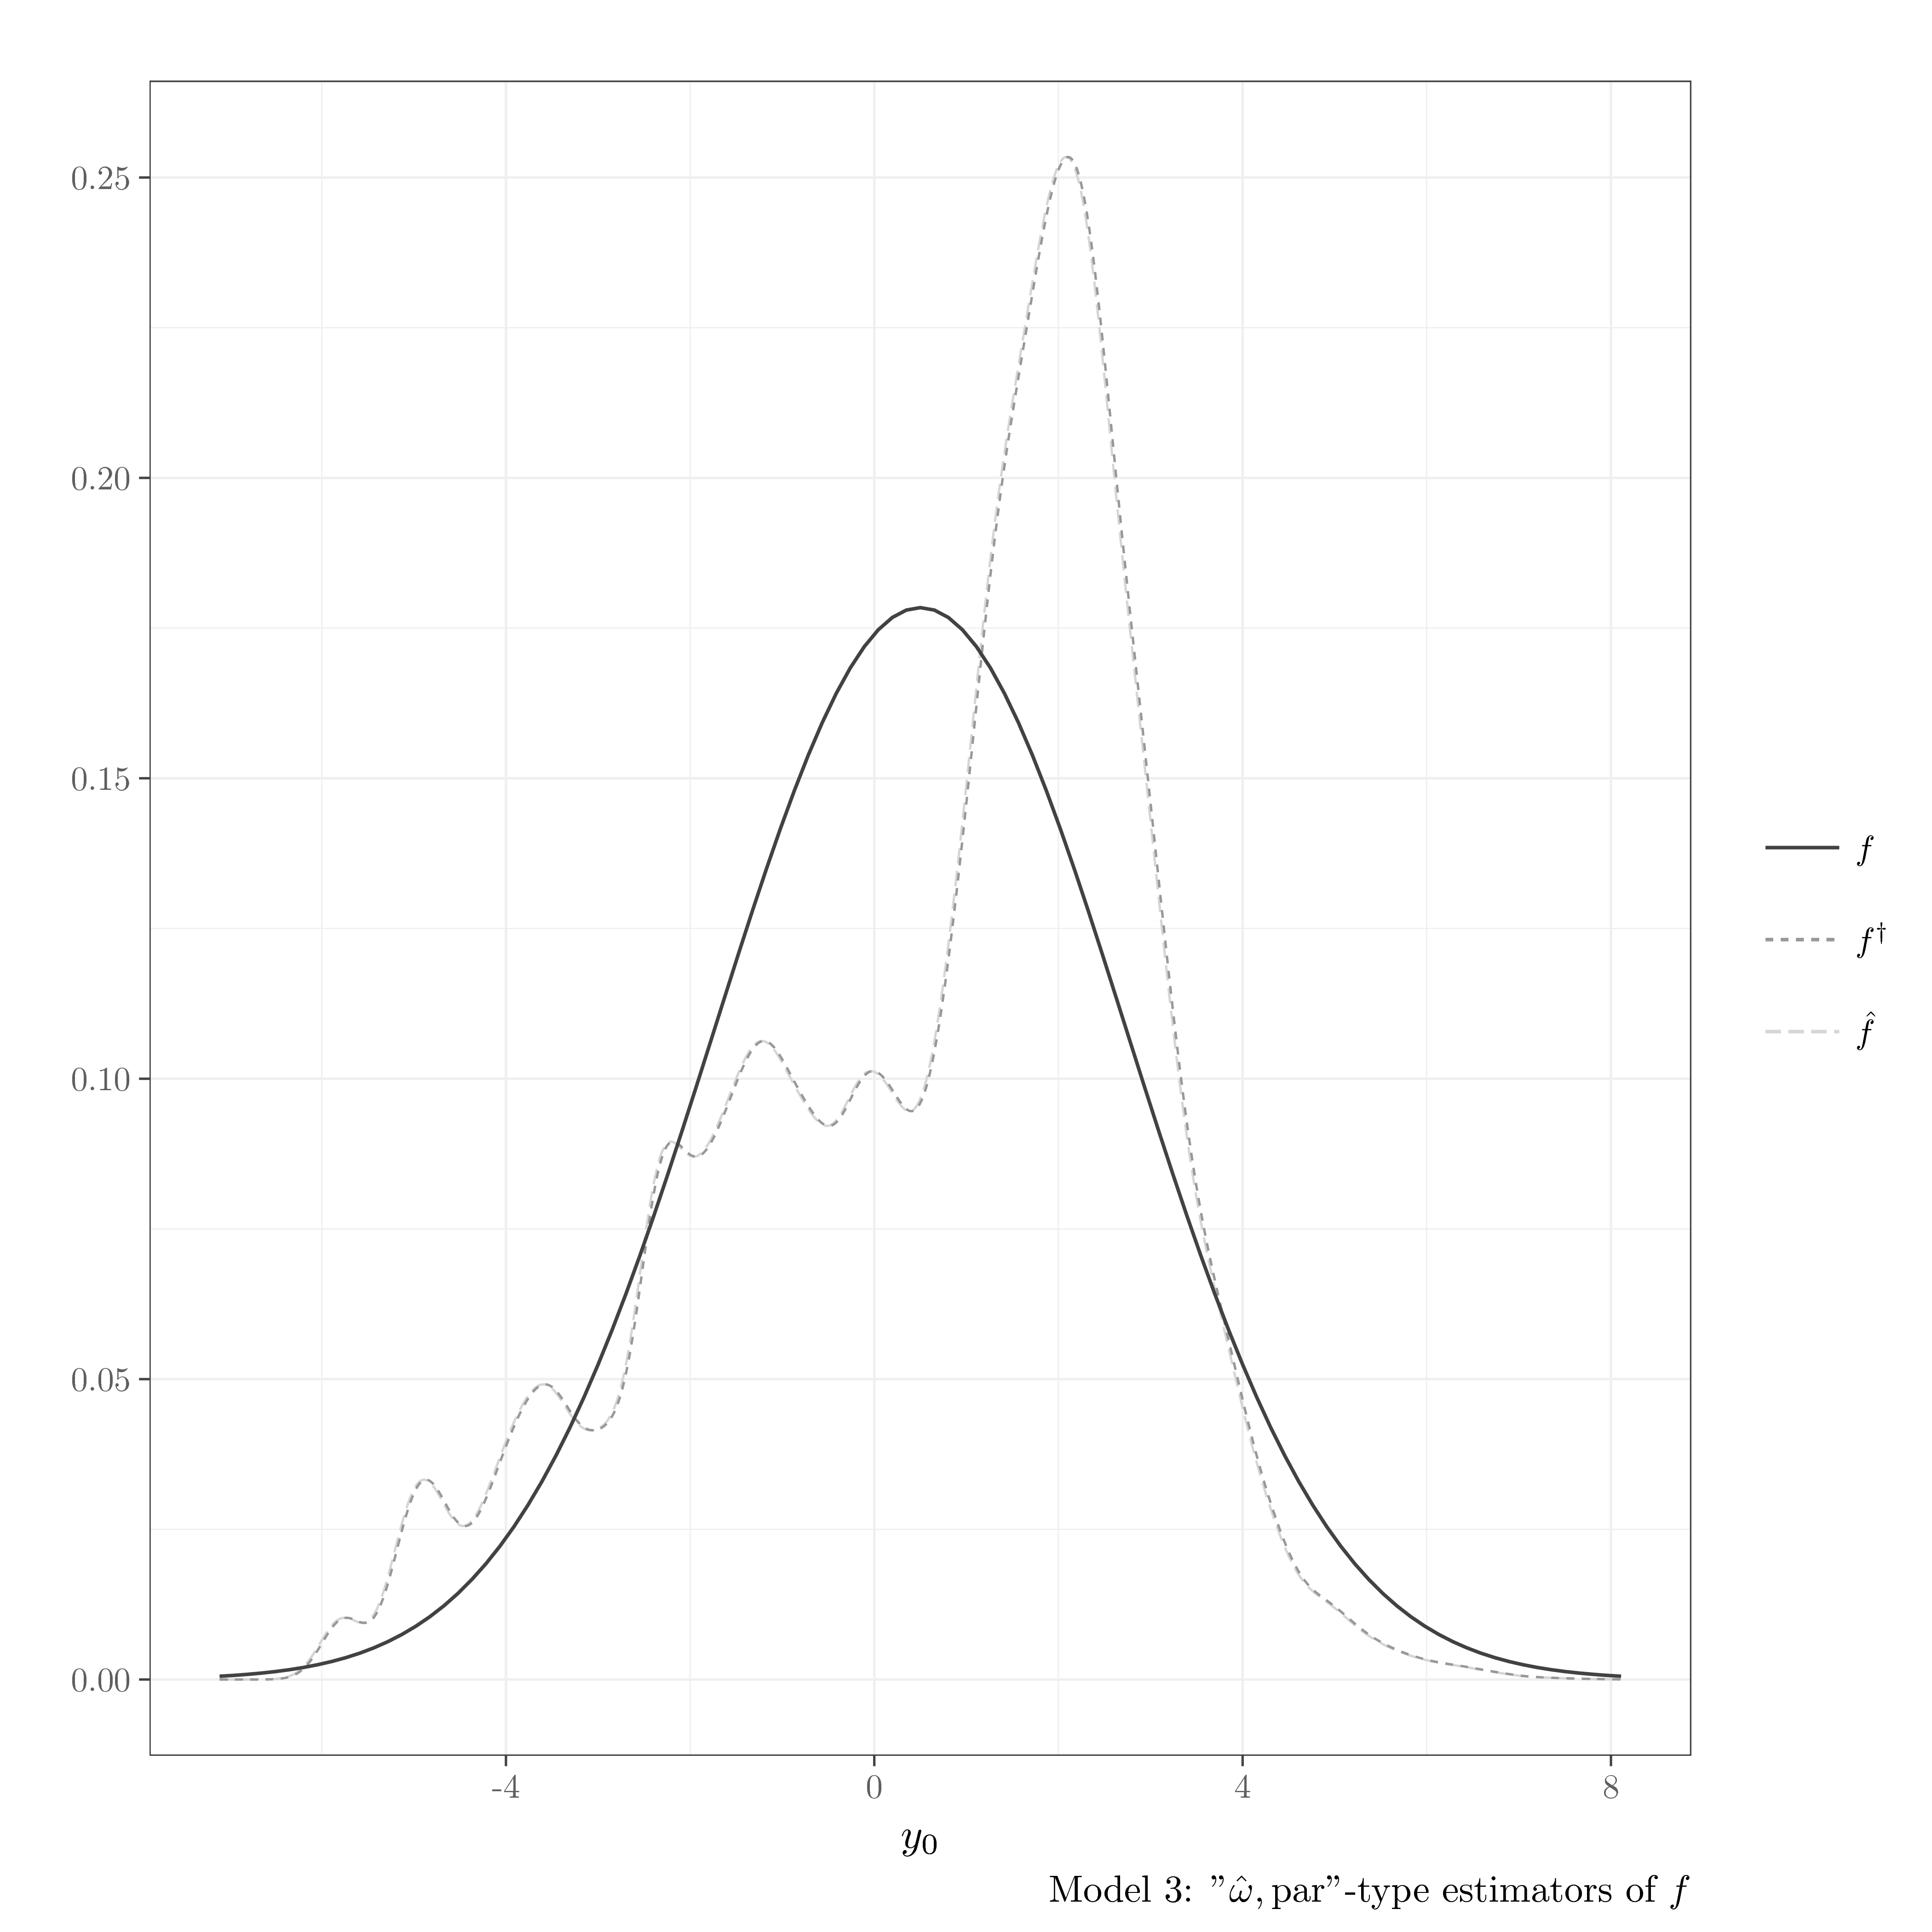 0.25
0.20
0.15
0.10
0.05
0.00
-4 0 4 8
y₀
f
f†
f̂
Model 3: ”ω̂, par”-type estimators of f